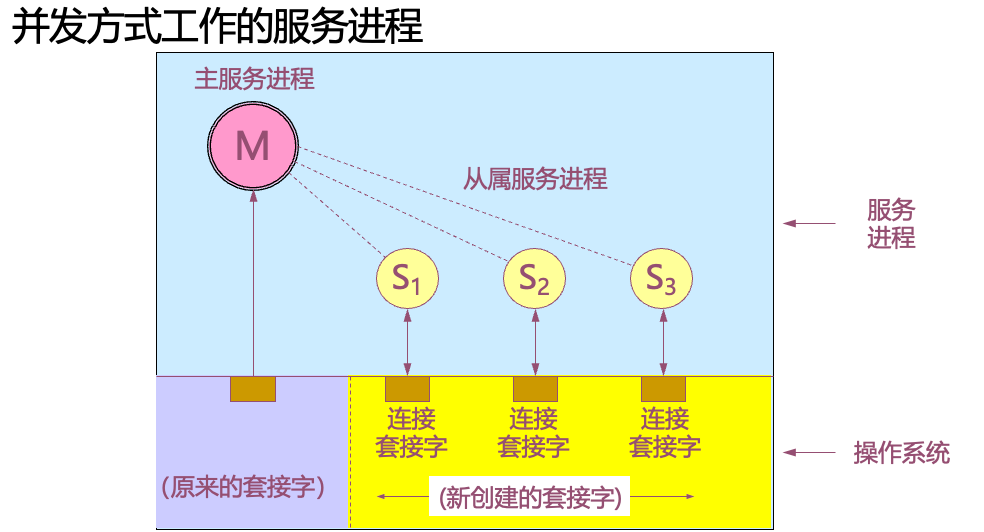 并发方式工作的服务进程
主服务进程
M
从属服务进程
服务
进程
S₁
S₂
S₃
连接
套接字
连接
套接字
连接
套接字
操作系统
(原来的套接字)
(新创建的套接字)